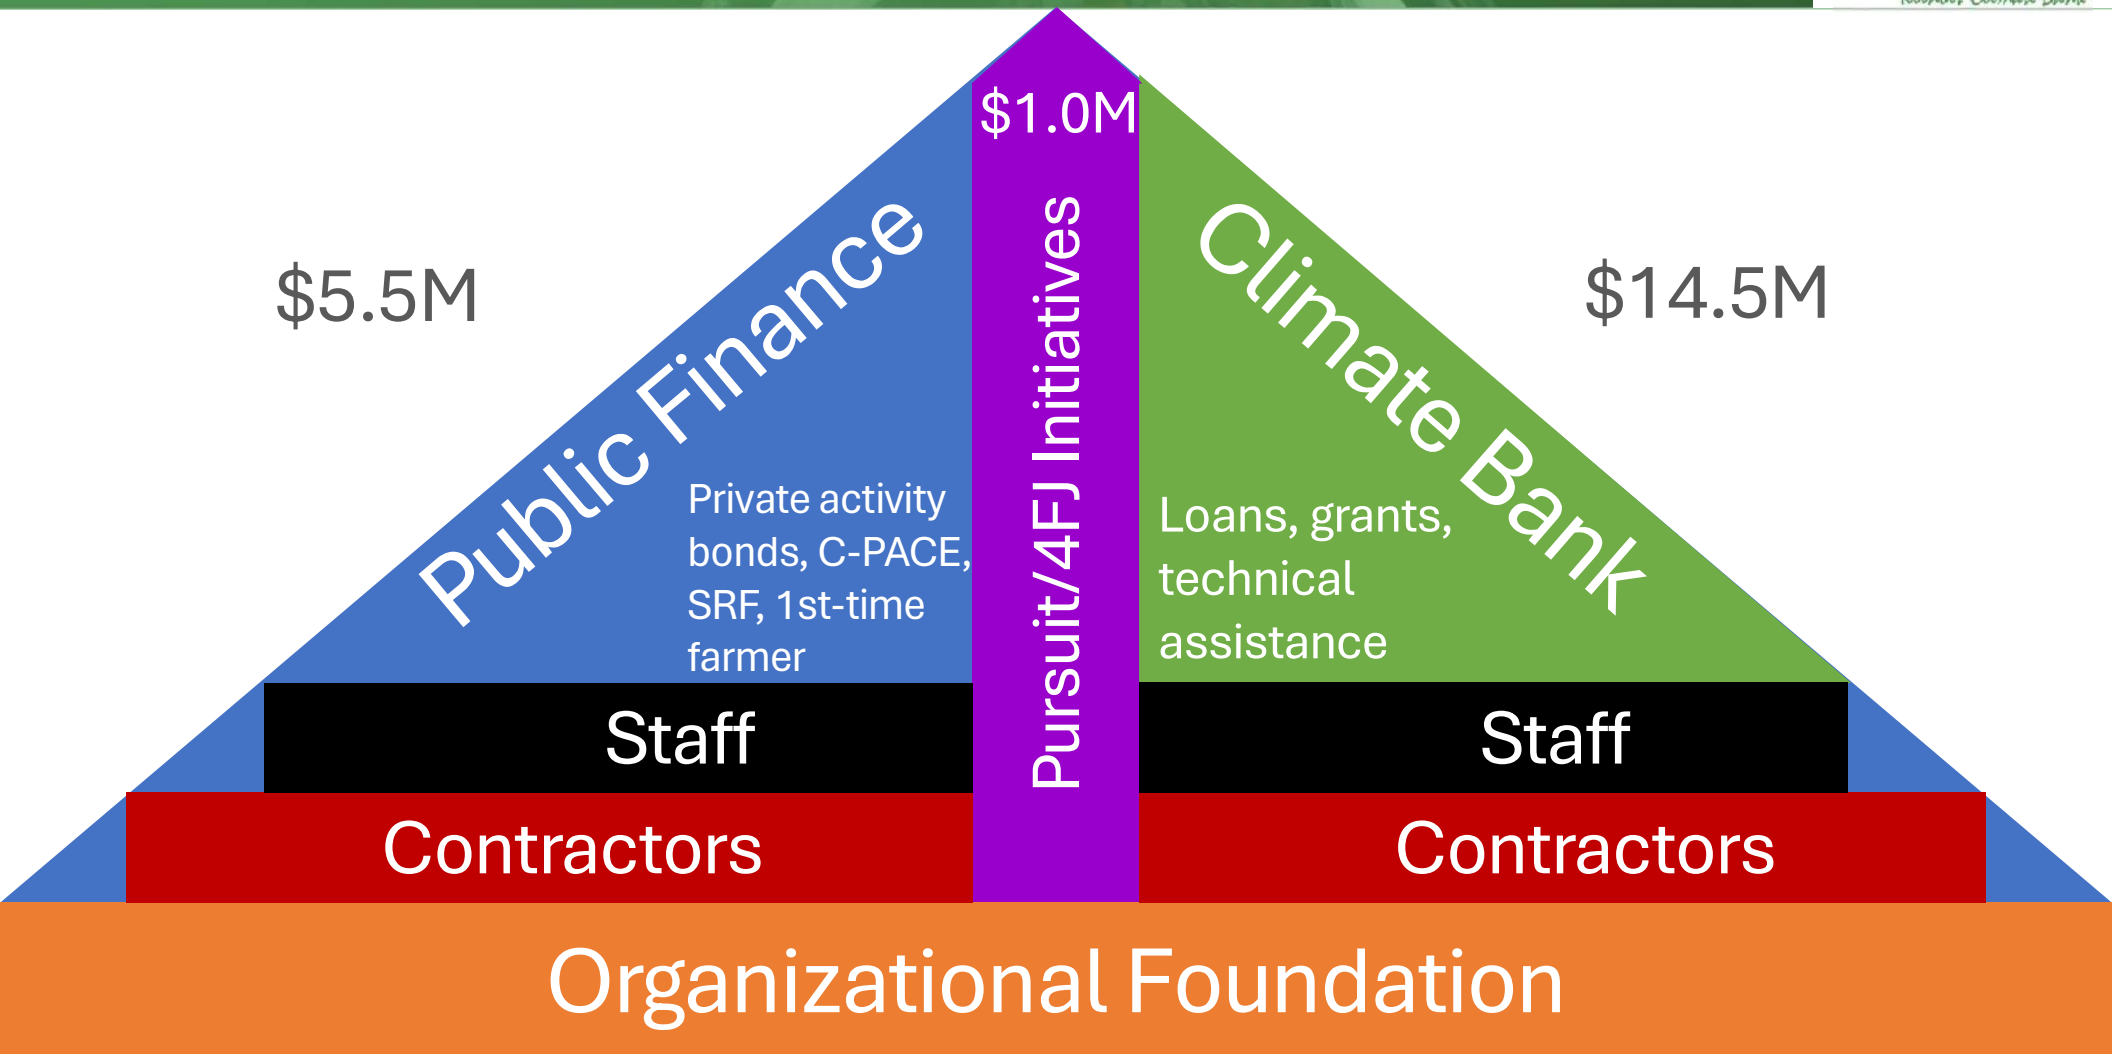 $1.0M
$5.5M
$14.5M
Public Finance
Pursuit/4FJ Initiatives
Climate Bank
Private activity
bonds, C-PACE,
SRF, 1st-time
farmer
Loans, grants,
technical
assistance
Staff
Staff
Contractors
Contractors
Organizational Foundation